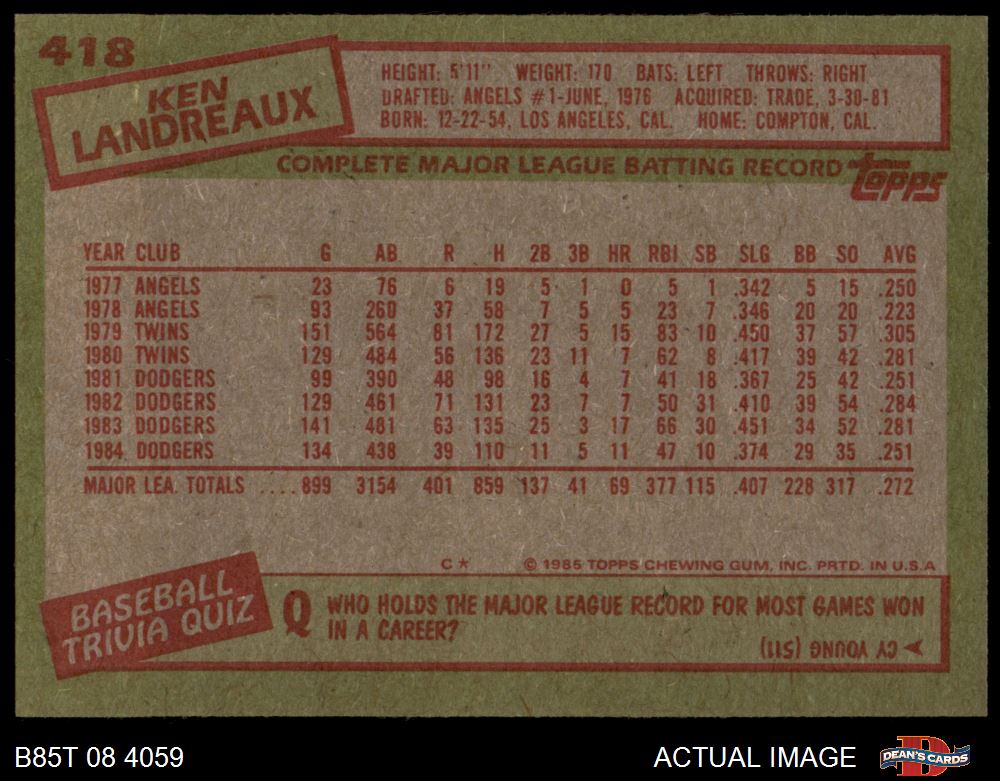 418
KEN
LANDREAUX
HEIGHT: 5'11" WEIGHT: 170 BATS: LEFT THROWS: RIGHT
DRAFTED: ANGELS #1-JUNE, 1976 ACQUIRED: TRADE, 3-30-81
BORN: 12-22-54, LOS ANGELES, CAL. HOME: COMPTON, CAL.
COMPLETE MAJOR LEAGUE BATTING RECORD
topps
YEAR CLUB G AB R H 2B 3B HR RBI SB SLG BB SO AVG
1977 ANGELS 23 76 6 19 5 1 0 5 1 .342 5 15 .250
1978 ANGELS 93 260 37 58 7 5 5 23 7 .346 20 20 .223
1979 TWINS 151 564 81 172 27 5 15 83 10 .450 37 57 .305
1980 TWINS 129 484 56 136 23 11 7 62 8 .417 39 42 .281
1981 DODGERS 99 390 48 98 16 4 7 41 18 .367 25 42 .251
1982 DODGERS 129 461 71 131 23 7 7 50 31 .410 39 54 .284
1983 DODGERS 141 481 63 135 25 3 17 66 30 .451 34 52 .281
1984 DODGERS 134 438 39 110 11 5 11 47 10 .374 29 35 .251
MAJOR LEA. TOTALS ....899 3154 401 859 137 41 69 377 115 .407 228 317 .272
C* © 1985 TOPPS CHEWING GUM, INC. PRTD. IN U.S.A
BASEBALL
TRIVIA QUIZ
Q WHO HOLDS THE MAJOR LEAGUE RECORD FOR MOST GAMES WON
IN A CAREER?
CY YOUNG (511)
B85T 08 4059
ACTUAL IMAGE
DEAN'S CARDS